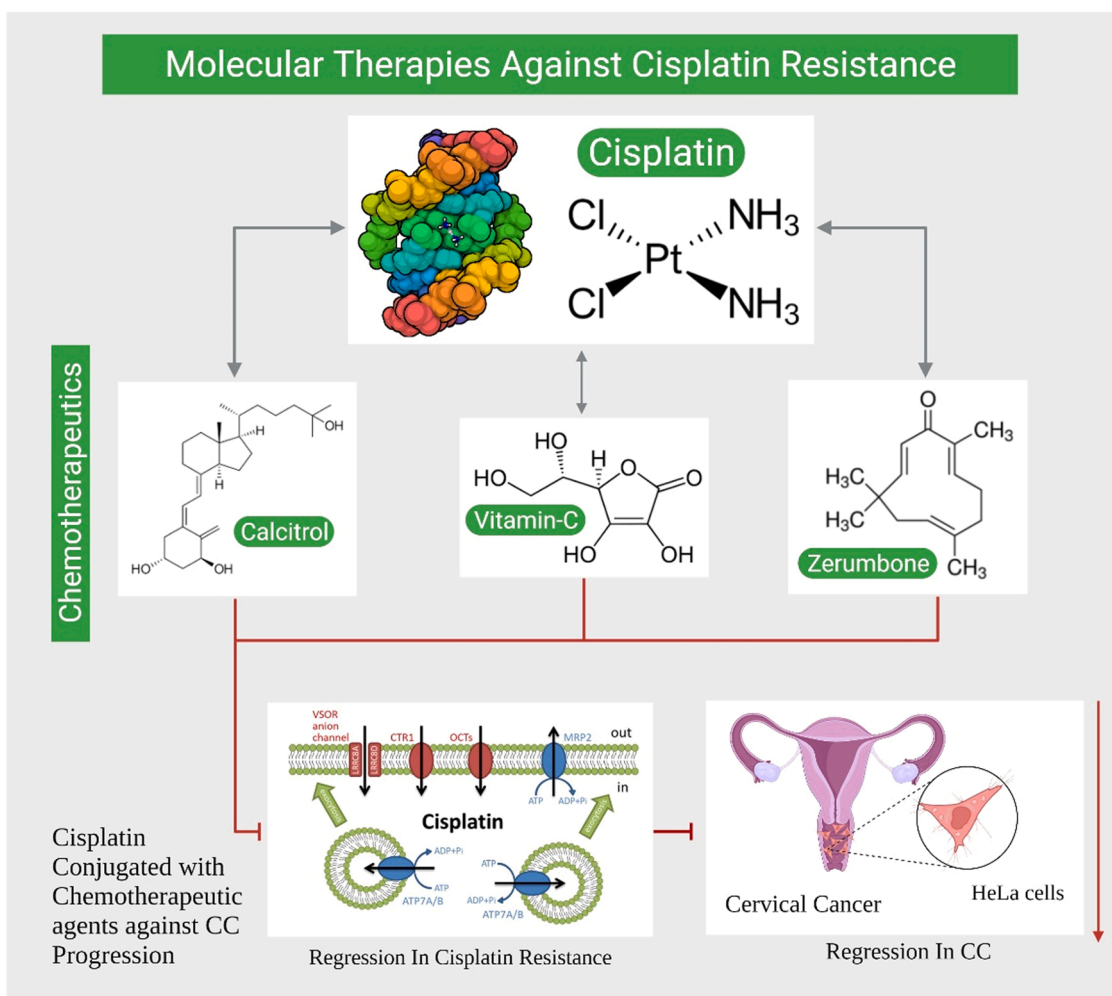 Molecular Therapies Against Cisplatin Resistance
Cisplatin
Cl
NH3
Pt
Cl
NH3
Chemotherapeutics
H
OH
H
Calcitrol
HO
OH
HO
H
HO
O
O
Vitamin-C
HO
OH
O
CH3
H3C
H3C
Zerumbone
CH3
VSOR
anion
channel
CTR1
OCTs
MRP2
out
LRRC8A
LRRC8D
in
ATP
ADP+Pi
exocytosis
exocytosis
Cisplatin
ADP+Pi
ATP
ATP
ATP7A/B
ADP+Pi
ATP7A/B
Cisplatin
Conjugated with
Chemotherapeutic
agents against CC
Progression
Regression In Cisplatin Resistance
Cervical Cancer
HeLa cells
Regression In CC